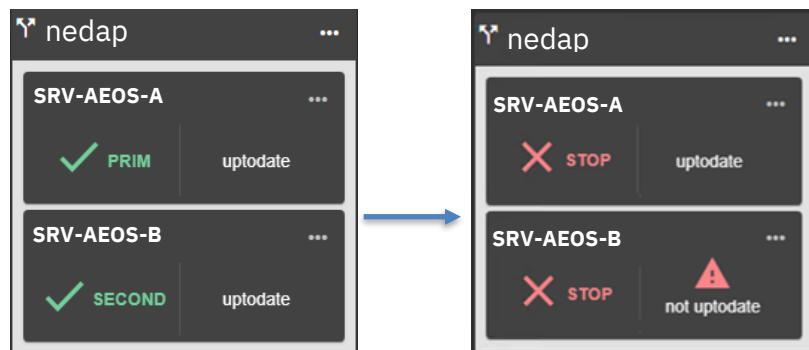 nedap
SRV-AEOS-A
PRIM
uptodate
SRV-AEOS-B
SECOND
uptodate
nedap
SRV-AEOS-A
STOP
uptodate
SRV-AEOS-B
STOP
not uptodate